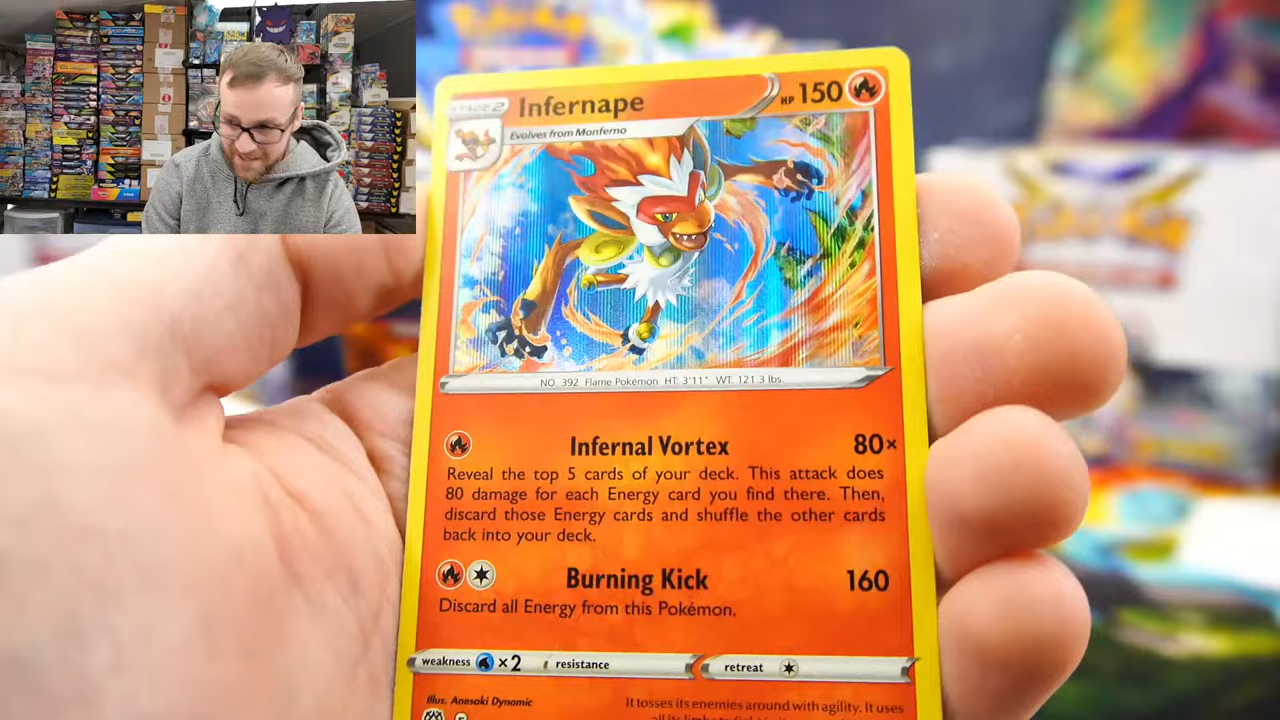 STAGE 2
Infernape
HP 150
Evolves from Monferno
NO. 392 Flame Pokémon HT: 3'11" WT: 121.3 lbs.
Infernal Vortex 80×
Reveal the top 5 cards of your deck. This attack does
80 damage for each Energy card you find there. Then,
discard those Energy cards and shuffle the other cards
back into your deck.
Burning Kick 160
Discard all Energy from this Pokémon.
weakness ×2 resistance retreat
Illus. Anesaki Dynamic
It tosses its enemies around with agility. It uses